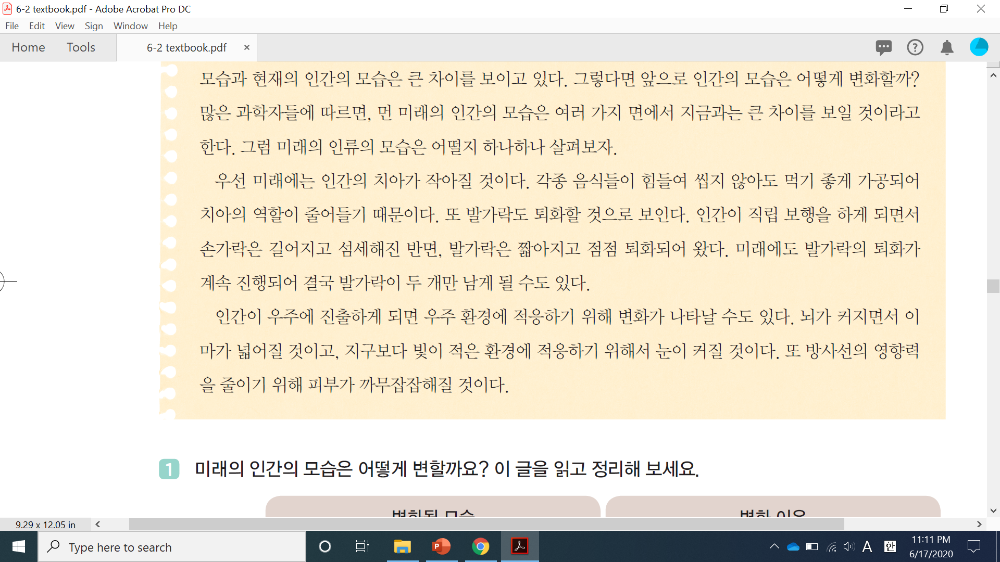 6-2 textbook.pdf - Adobe Acrobat Pro DC
File Edit View Sign Window Help
Home Tools 6-2 textbook.pdf ×
모습과 현재의 인간의 모습은 큰 차이를 보이고 있다. 그렇다면 앞으로 인간의 모습은 어떻게 변화할까?
많은 과학자들에 따르면, 먼 미래의 인간의 모습은 여러 가지 면에서 지금과는 큰 차이를 보일 것이라고
한다. 그럼 미래의 인류의 모습은 어떨지 하나하나 살펴보자.
우선 미래에는 인간의 치아가 작아질 것이다. 각종 음식들이 힘들여 씹지 않아도 먹기 좋게 가공되어
치아의 역할이 줄어들기 때문이다. 또 발가락도 퇴화할 것으로 보인다. 인간이 직립 보행을 하게 되면서
손가락은 길어지고 섬세해진 반면, 발가락은 짧아지고 점점 퇴화되어 왔다. 미래에도 발가락의 퇴화가
계속 진행되어 결국 발가락이 두 개만 남게 될 수도 있다.
인간이 우주에 진출하게 되면 우주 환경에 적응하기 위해 변화가 나타날 수도 있다. 뇌가 커지면서 이
마가 넓어질 것이고, 지구보다 빛이 적은 환경에 적응하기 위해서 눈이 커질 것이다. 또 방사선의 영향력
을 줄이기 위해 피부가 까무잡잡해질 것이다.
1 미래의 인간의 모습은 어떻게 변할까요? 이 글을 읽고 정리해 보세요.
변화될 모습 변화 이유
9.29 x 12.05 in
Type here to search
A 한 11:11 PM
6/17/2020